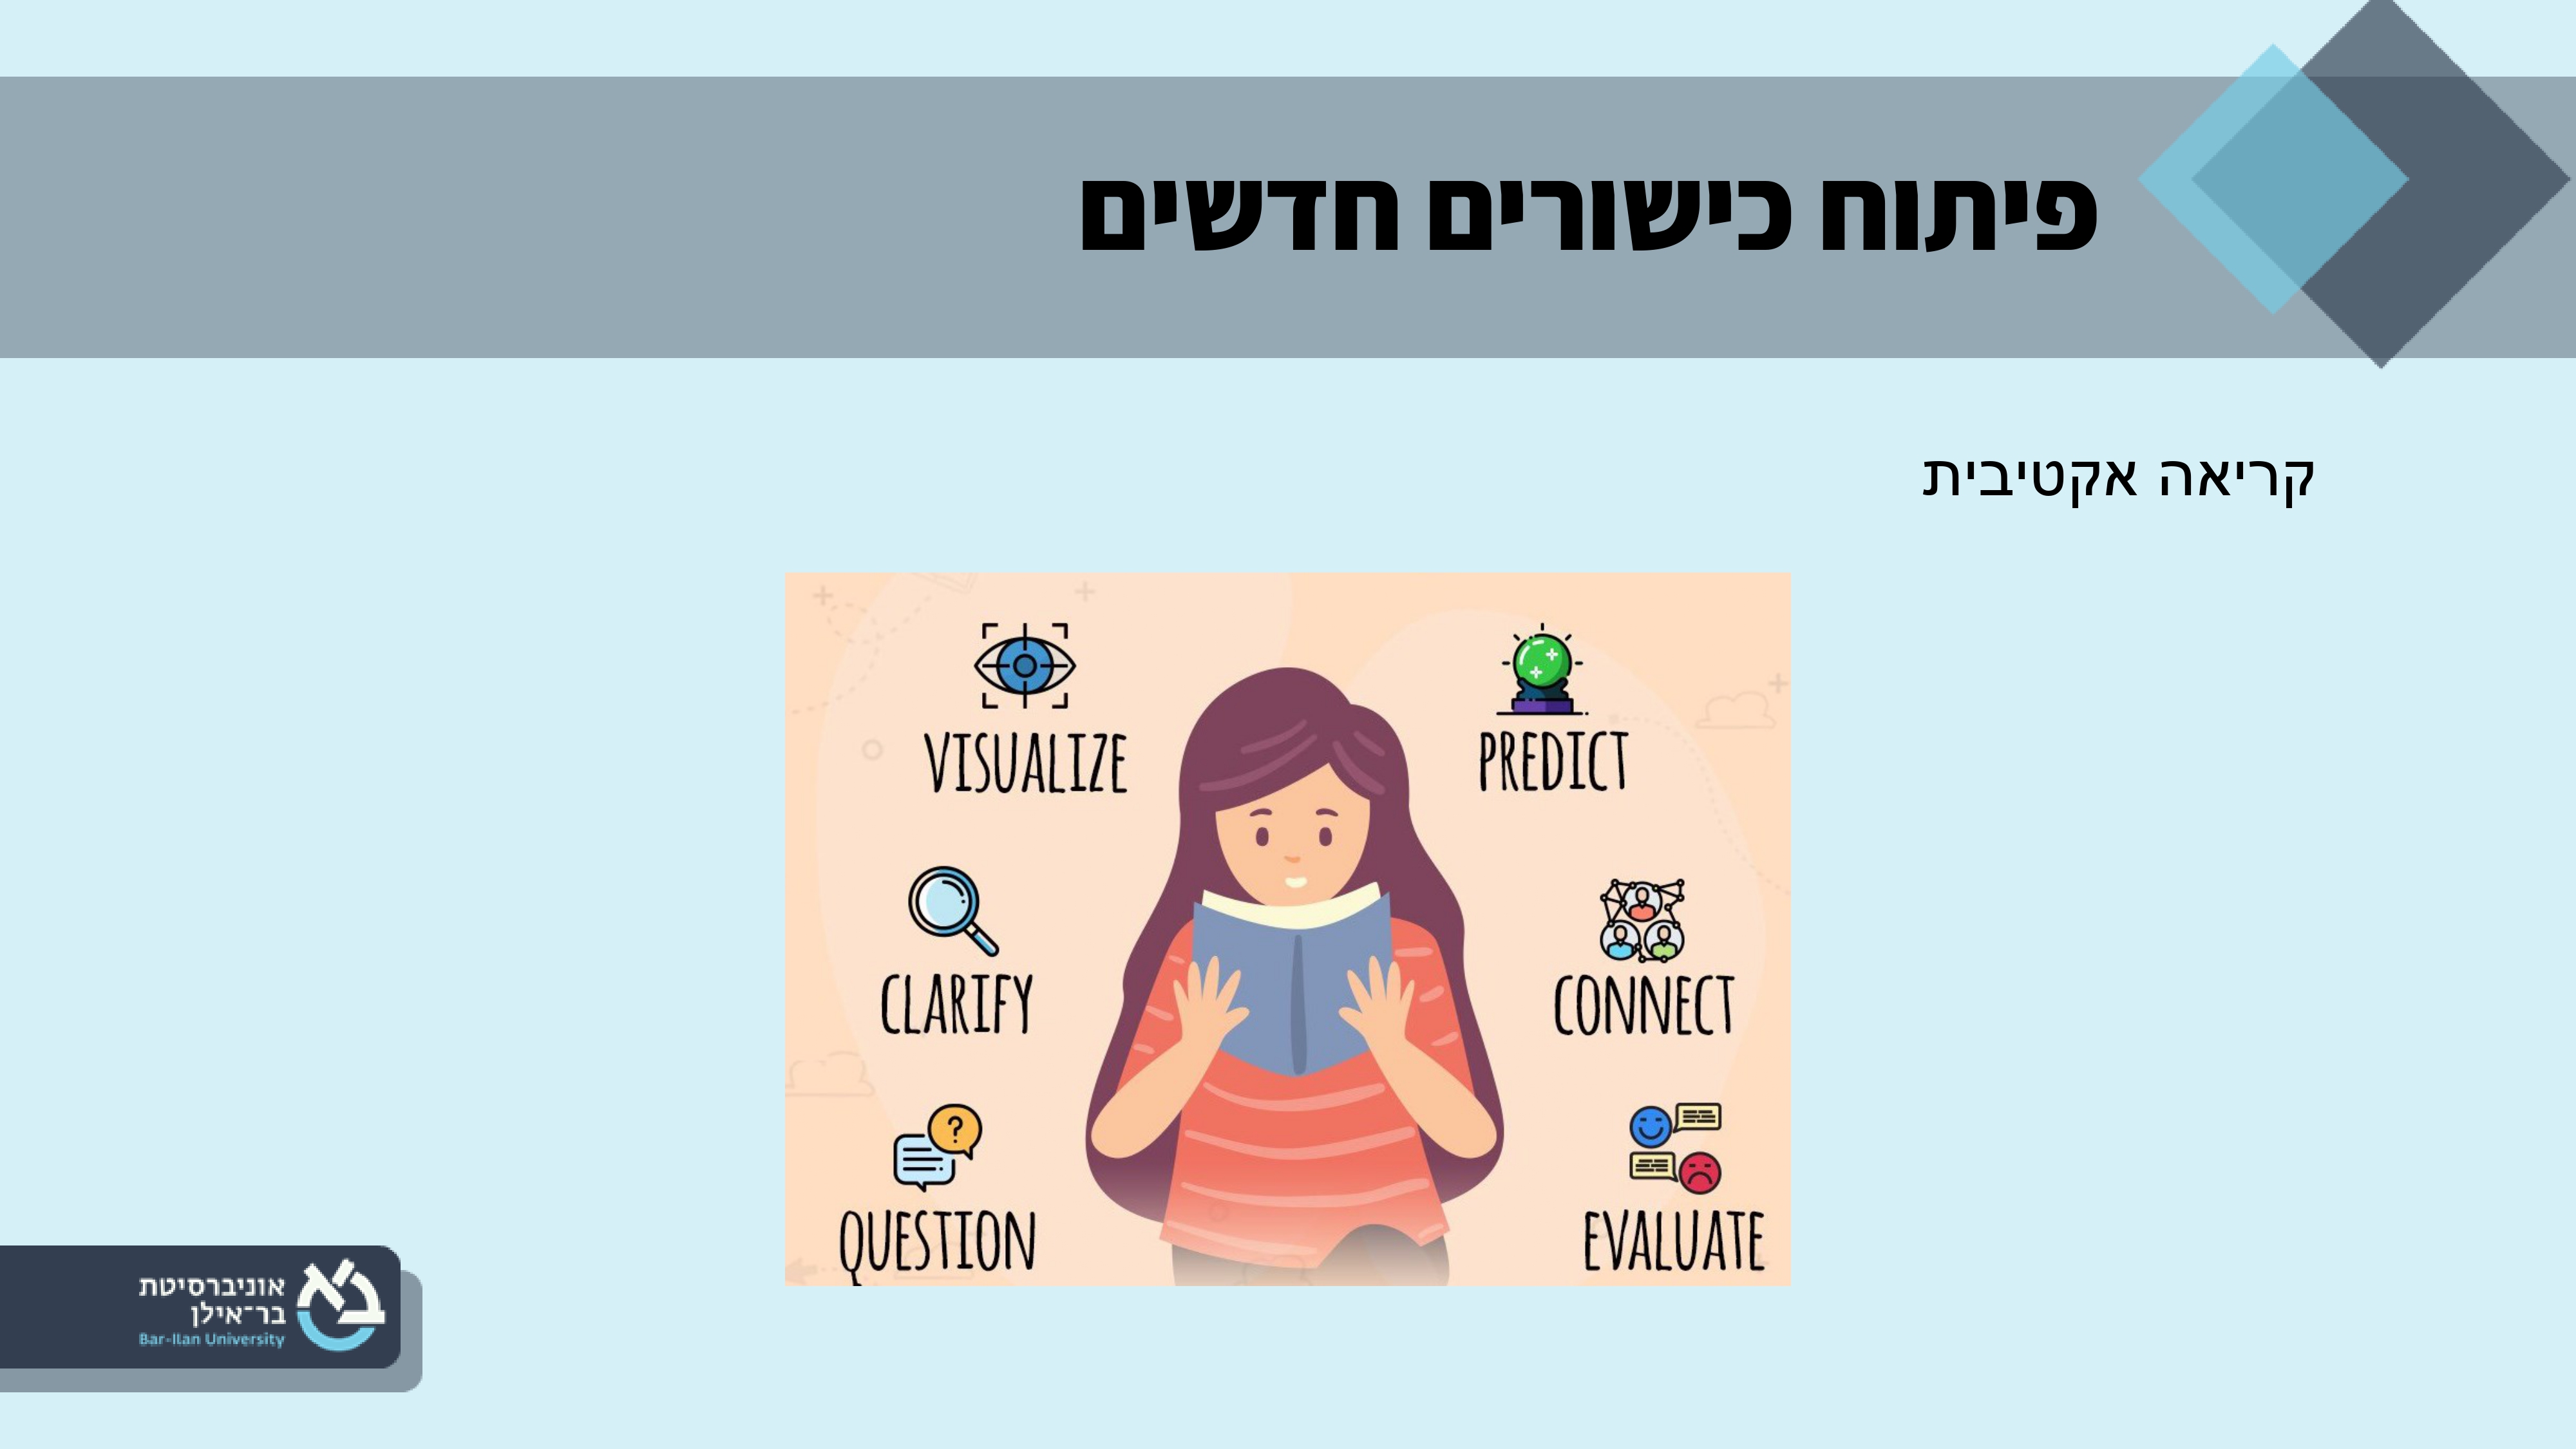 פיתוח כישורים חדשים
קריאה אקטיבית
VISUALIZE
PREDICT
CLARIFY
CONNECT
QUESTION
EVALUATE
אוניברסיטת
בר־אילן
Bar-Ilan University